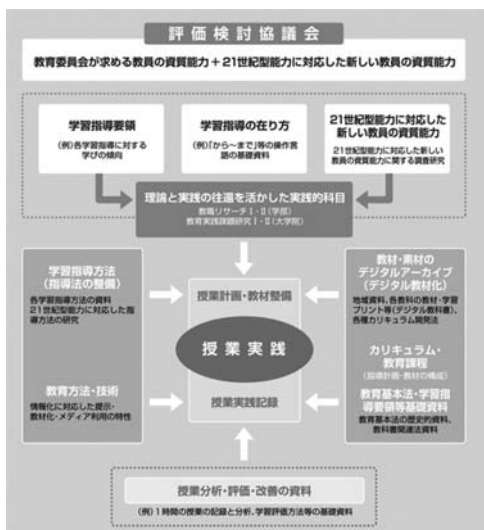 評価検討協議会
教育委員会が求める教員の資質能力＋21世紀型能力に対応した新しい教員の資質能力
学習指導要領
(例)各学習指導に対する
学びの傾向
学習指導の在り方
(例)「から～まで」等の操作言
語の基礎資料
21世紀型能力に対応した
新しい教員の資質能力
21世紀型能力に対応した新しい
教員の資質能力に関する調査研究
理論と実践の往還を活かした実践的科目
教職リサーチⅠ・Ⅱ(学部)
教育実践課題研究Ⅰ・Ⅱ(大学院)
学習指導方法
(指導法の整備)
各学習指導方法の資料
21世紀型能力に対応した指
導方法の研究
教育方法・技術
情報化に対応した提示・
教材化・メディア利用の特性
授業計画・教材整備
授業実践
授業実践記録
教材・素材の
デジタルアーカイブ
(デジタル教材化)
地域資料、各教科の教材・学習
プリント等(デジタル教科書)、
各種カリキュラム開発法
カリキュラム・
教育課程
(指導計画・教材の構成)
教育基本法・学習指
導要領等基礎資料
教育基本法の歴史的資料、
教科書関連法資料
授業分析・評価・改善の資料
(例)１時間の授業の記録と分析、学習評価方法等の基礎資料